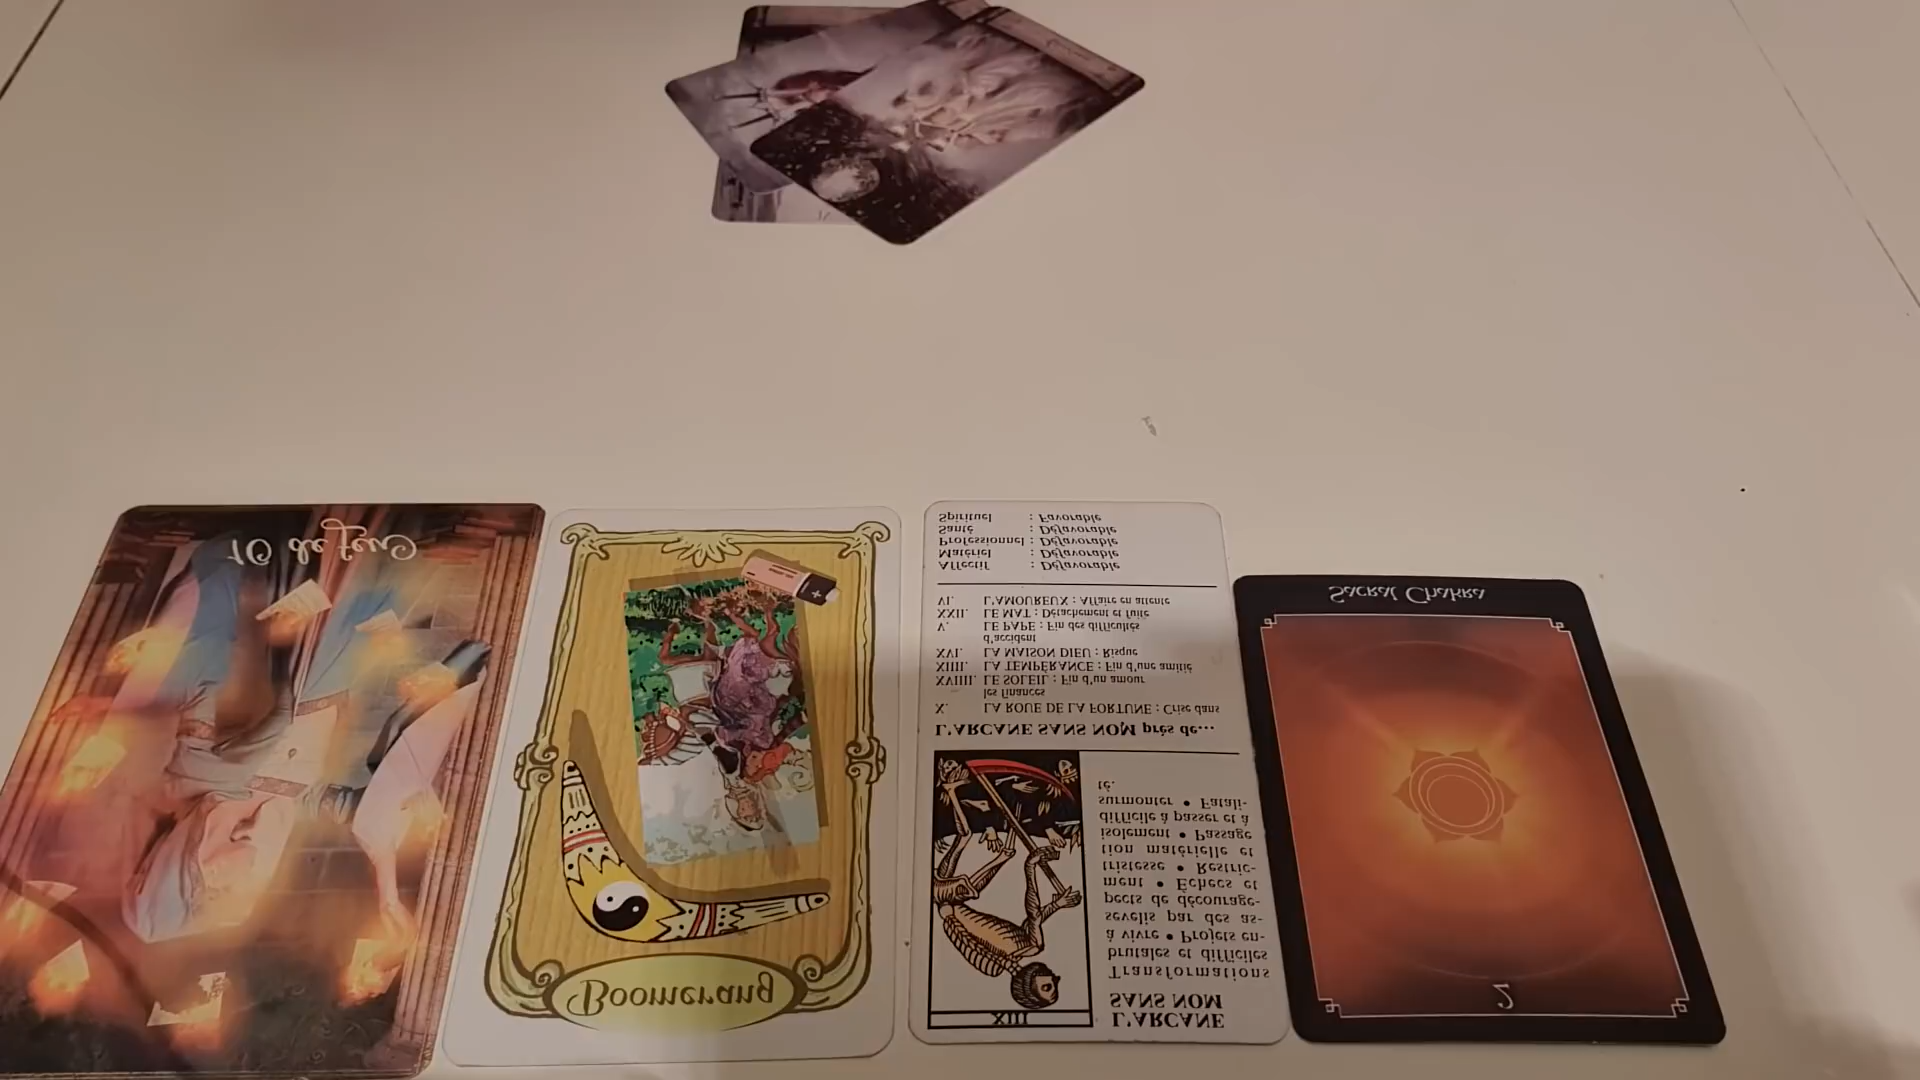 10 de feu
Boomerang
+
XIII
L'ARCANE
SANS NOM
Transformations
brutales et difficiles
à vivre • Projets en-
sevelis par des as-
pects de décourage-
ment • Échecs et
tristesse • Restric-
tion matérielle et
isolement • Passage
difficile à passer et à
surmonter • Fatali-
té.
L'ARCANE SANS NOM près de...
X. LA ROUE DE LA FORTUNE : Crise dans
les finances
XVIIII. LE SOLEIL : Fin d'un amour
XIIII. LA TEMPÉRANCE : Fin d'une amitié
XVI. LA MAISON DIEU : Risque
d'accident
V. LE PAPE : Fin des difficultés
XXII. LE MAT : Détachement et fuite
VI. L'AMOUREUX : Affaire en attente
Affectif : Défavorable
Matériel : Défavorable
Professionnel : Défavorable
Santé : Défavorable
Spirituel : Favorable
2
Sacral Chakra